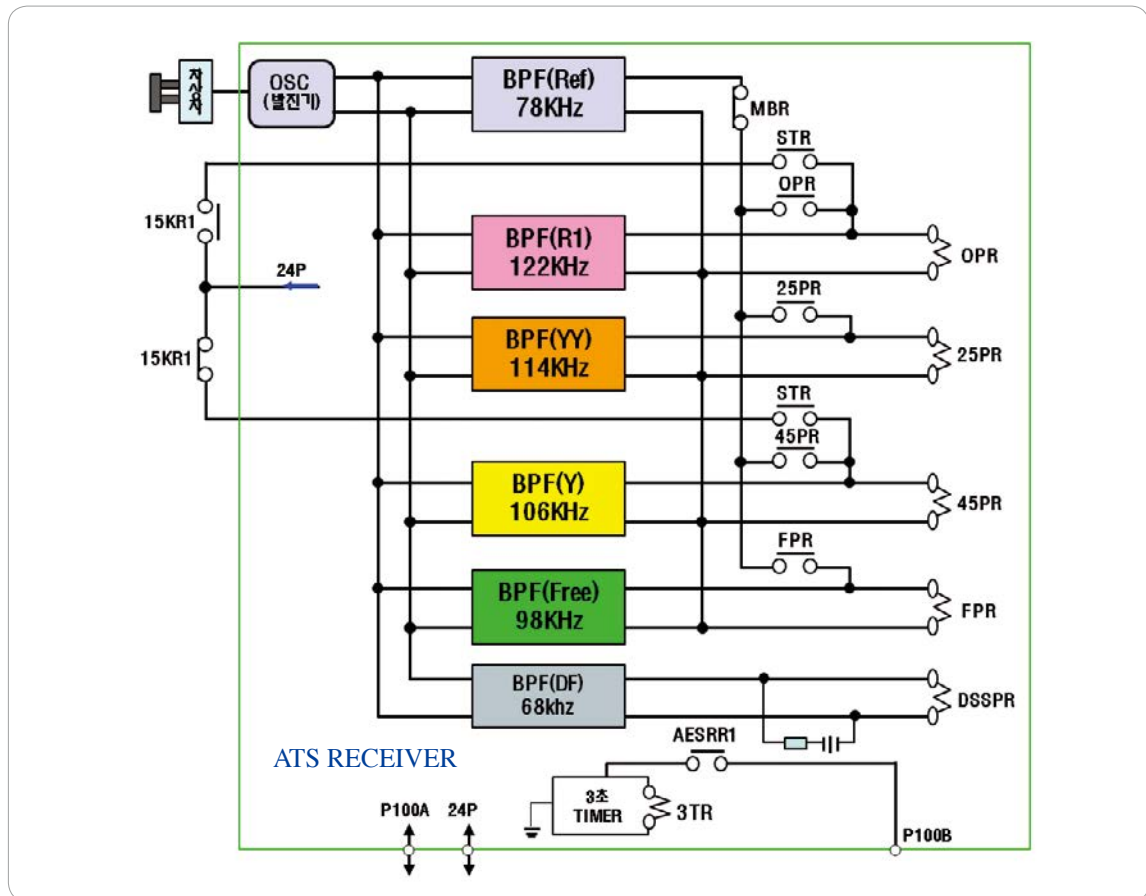 차상자
OSC
(발진기)
BPF(Ref)
78KHz
MBR
STR
OPR
15KR1
BPF(R1)
122KHz
OPR
24P
25PR
15KR1
BPF(YY)
114KHz
25PR
STR
45PR
BPF(Y)
106KHz
45PR
FPR
BPF(Free)
98KHz
FPR
BPF(DF)
68khz
DSSPR
ATS RECEIVER
AESRR1
3초
TIMER
3TR
P100A
24P
P100B